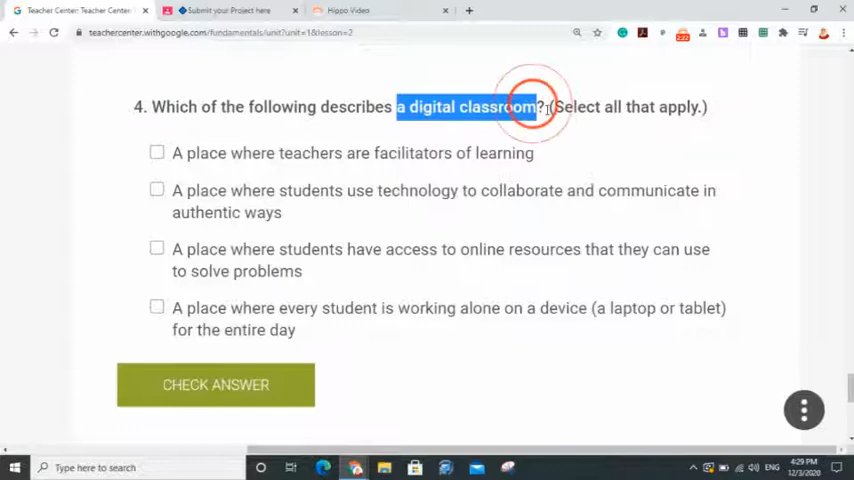 Teacher Center: Teacher Center:
Submit your Project here
Hippo Video
teachercenter.withgoogle.com/fundamentals/unit?unit=1&lesson=2
4. Which of the following describes a digital classroom? (Select all that apply.)
A place where teachers are facilitators of learning
A place where students use technology to collaborate and communicate in
authentic ways
A place where students have access to online resources that they can use
to solve problems
A place where every student is working alone on a device (a laptop or tablet)
for the entire day
CHECK ANSWER
Type here to search
ENG
4:29 PM
12/3/2020